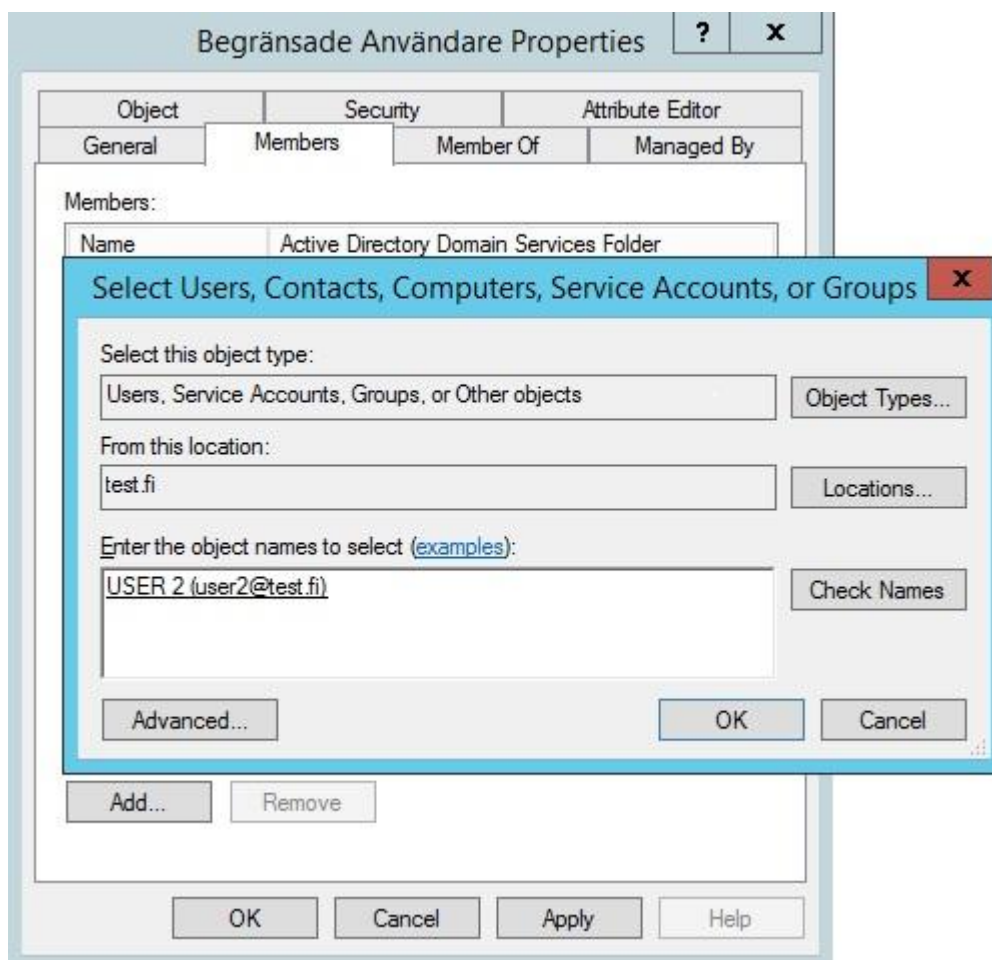 Begränsade Användare Properties ? x
Object Security Attribute Editor
General Members Member Of Managed By
Members:
Name Active Directory Domain Services Folder
Select Users, Contacts, Computers, Service Accounts, or Groups x
Select this object type:
Users, Service Accounts, Groups, or Other objects Object Types...
From this location:
test.fi Locations...
Enter the object names to select (examples):
USER 2 (user2@test.fi) Check Names
Advanced... OK Cancel
Add... Remove
OK Cancel Apply Help